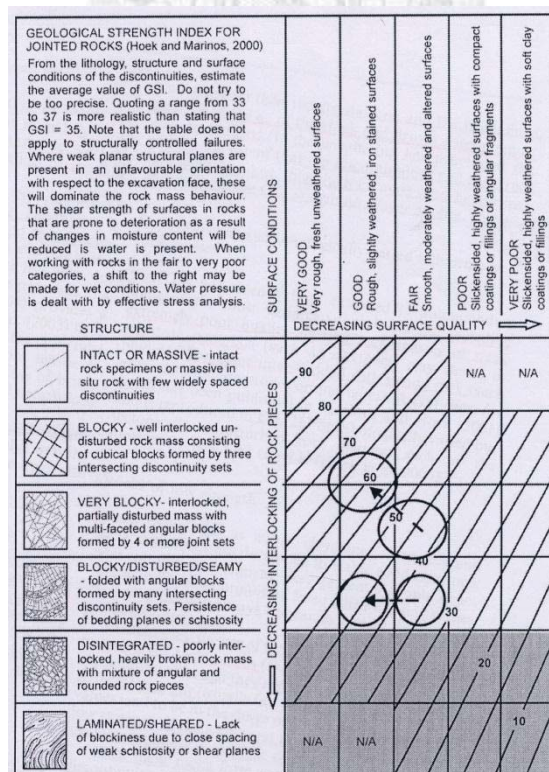 GEOLOGICAL STRENGTH INDEX FOR
JOINTED ROCKS (Hoek and Marinos, 2000)
From the lithology, structure and surface
conditions of the discontinuities, estimate
the average value of GSI. Do not try to
be too precise. Quoting a range from 33
to 37 is more realistic than stating that
GSI = 35. Note that the table does not
apply to structurally controlled failures.
Where weak planar structural planes are
present in an unfavourable orientation
with respect to the excavation face, these
will dominate the rock mass behaviour.
The shear strength of surfaces in rocks
that are prone to deterioration as a result
of changes in moisture content will be
reduced is water is present. When
working with rocks in the fair to very poor
categories, a shift to the right may be
made for wet conditions. Water pressure
is dealt with by effective stress analysis.
SURFACE CONDITIONS
VERY GOOD
Very rough, fresh unweathered surfaces
GOOD
Rough, slightly weathered, iron stained surfaces
FAIR
Smooth, moderately weathered and altered surfaces
POOR
Slickensided, highly weathered surfaces with compact
coatings or fillings or angular fragments
VERY POOR
Slickensided, highly weathered surfaces with soft clay
coatings or fillings
STRUCTURE
DECREASING SURFACE QUALITY
DECREASING INTERLOCKING OF ROCK PIECES
INTACT OR MASSIVE - intact
rock specimens or massive in
situ rock with few widely spaced
discontinuities
90
N/A
N/A
80
BLOCKY - well interlocked un-
disturbed rock mass consisting
of cubical blocks formed by three
intersecting discontinuity sets
70
60
VERY BLOCKY- interlocked,
partially disturbed mass with
multi-faceted angular blocks
formed by 4 or more joint sets
50
40
BLOCKY/DISTURBED/SEAMY
- folded with angular blocks
formed by many intersecting
discontinuity sets. Persistence
of bedding planes or schistosity
30
DISINTEGRATED - poorly inter-
locked, heavily broken rock mass
with mixture of angular and
rounded rock pieces
20
LAMINATED/SHEARED - Lack
of blockiness due to close spacing
of weak schistosity or shear planes
N/A
N/A
10